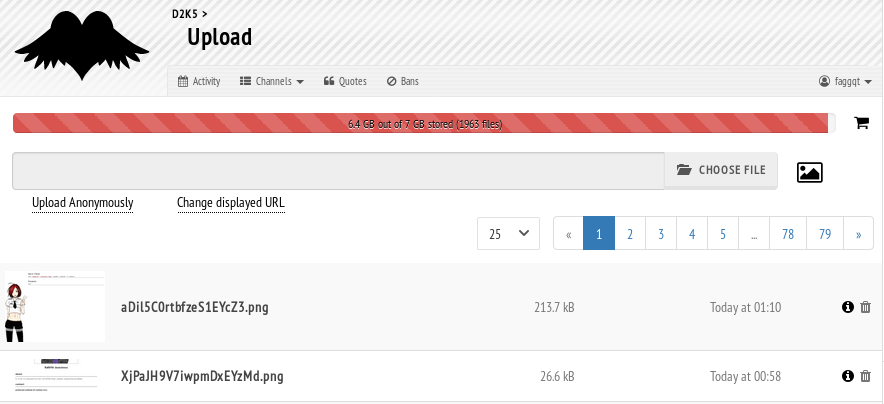 D2K5 >
Upload
Activity Channels Quotes Bans faggqt
6.4 GB out of 7 GB stored (1963 files)
CHOOSE FILE
Upload Anonymously Change displayed URL
25 « 1 2 3 4 5 ... 78 79 »
aDil5C0rtbfzeS1EYcZ3.png 213.7 kB Today at 01:10
XjPaJH9V7iwpmDxEYzMd.png 26.6 kB Today at 00:58